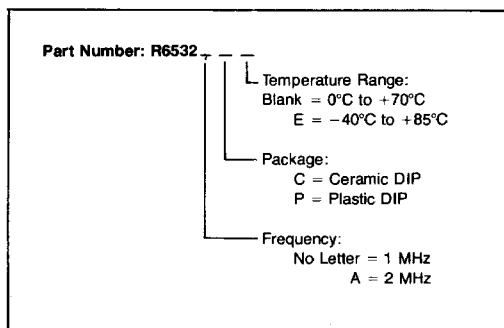 Part Number: R6532 _ _ _
Temperature Range:
Blank = 0°C to +70°C
E = −40°C to +85°C
Package:
C = Ceramic DIP
P = Plastic DIP
Frequency:
No Letter = 1 MHz
A = 2 MHz